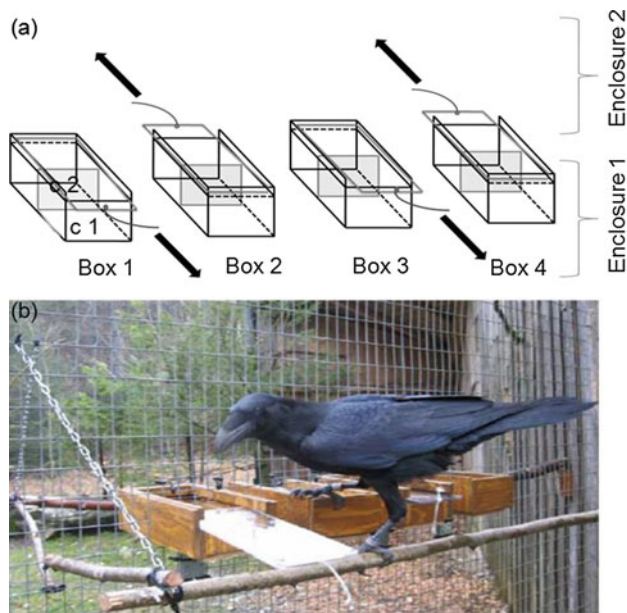 (a)
Enclosure 2
Enclosure 1
c 2
c 1
Box 1
Box 2
Box 3
Box 4
(b)